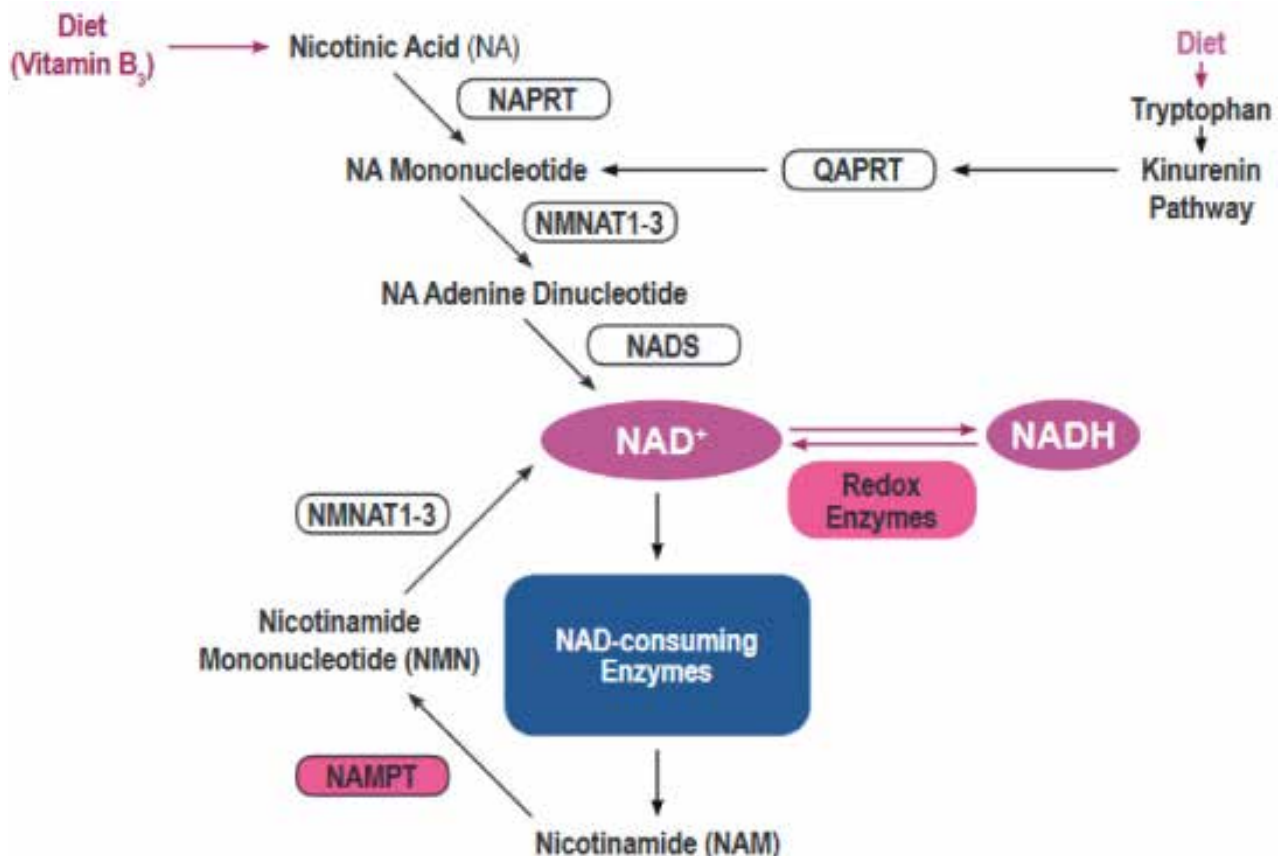 Diet
(Vitamin B3)
Nicotinic Acid (NA)
Diet
NAPRT
Tryptophan
NA Mononucleotide
QAPRT
Kinurenin
Pathway
NMNAT1-3
NA Adenine Dinucleotide
NADS
NAD+
NADH
Redox
Enzymes
NMNAT1-3
Nicotinamide
Mononucleotide (NMN)
NAD-consuming
Enzymes
NAMPT
Nicotinamide (NAM)